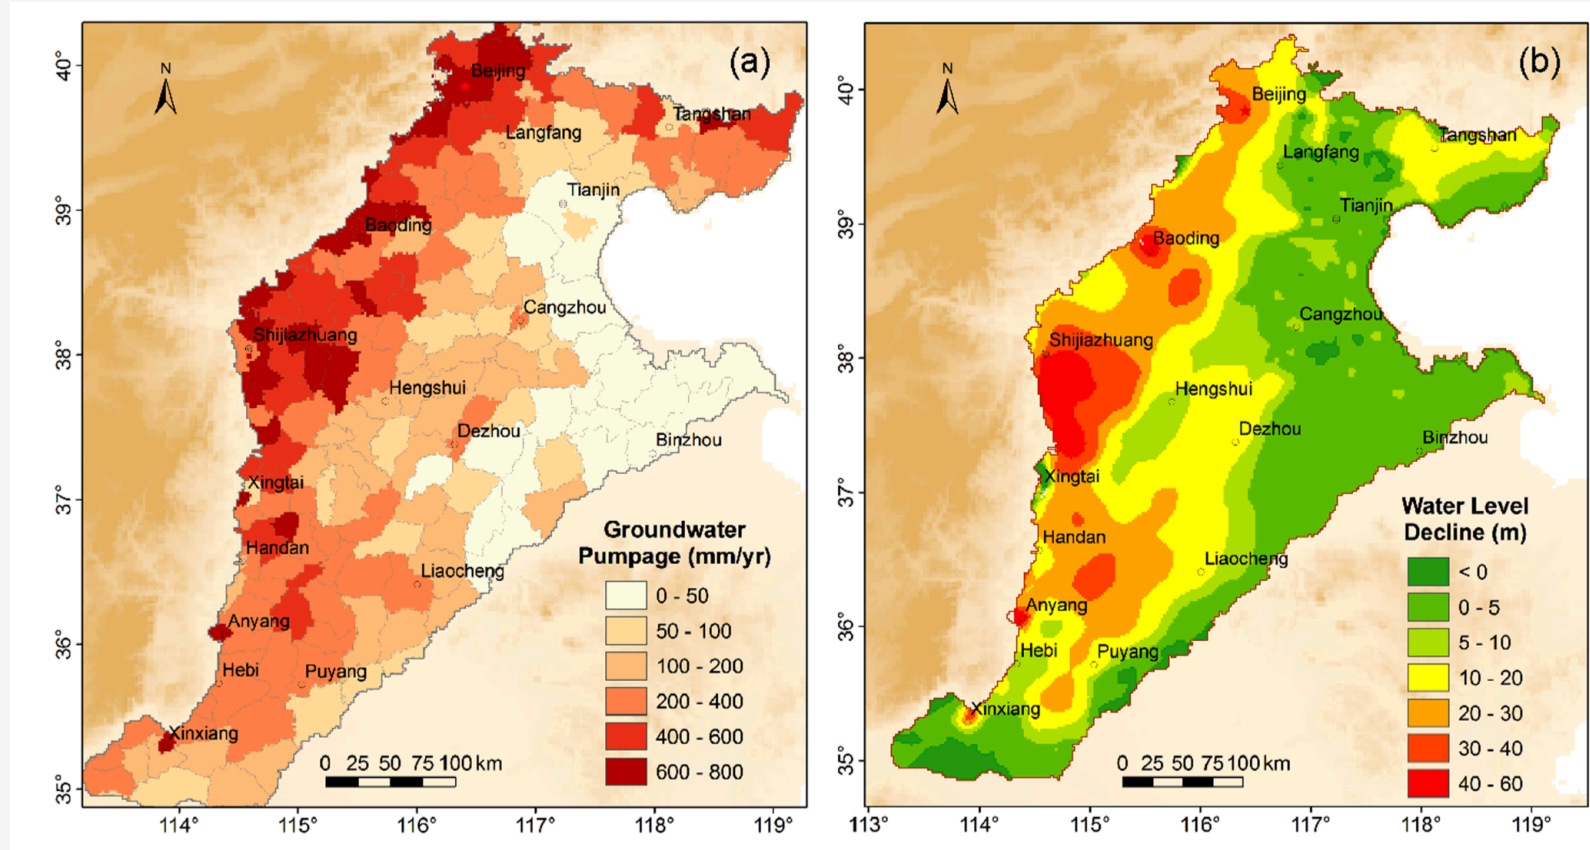 (a)
N
40°
39°
38°
37°
36°
35°
Beijing
Tangshan
Langfang
Tianjin
Baoding
Cangzhou
Shijiazhuang
Hengshui
Dezhou
Binzhou
Xingtai
Handan
Liaocheng
Anyang
Hebi
Puyang
Xinxiang
Groundwater
Pumpage (mm/yr)
0 - 50
50 - 100
100 - 200
200 - 400
400 - 600
600 - 800
0 25 50 75 100 km
114° 115° 116° 117° 118° 119°
(b)
N
40°
39°
38°
37°
36°
35°
Beijing
Tangshan
Langfang
Tianjin
Baoding
Cangzhou
Shijiazhuang
Hengshui
Dezhou
Binzhou
Xingtai
Handan
Liaocheng
Anyang
Hebi
Puyang
Xinxiang
Water Level
Decline (m)
< 0
0 - 5
5 - 10
10 - 20
20 - 30
30 - 40
40 - 60
0 25 50 75 100 km
113 114° 115° 116° 117° 118° 119°